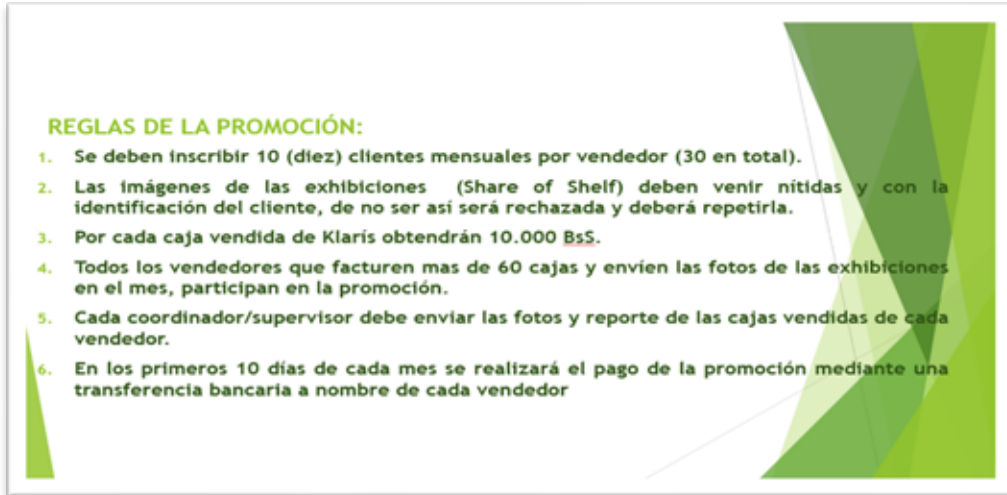 REGLAS DE LA PROMOCIÓN:
1. Se deben inscribir 10 (diez) clientes mensuales por vendedor (30 en total).
2. Las imágenes de las exhibiciones (Share of Shelf) deben venir nítidas y con la
identificación del cliente, de no ser así será rechazada y deberá repetirla.
3. Por cada caja vendida de Klarís obtendrán 10.000 BsS.
4. Todos los vendedores que facturen mas de 60 cajas y envíen las fotos de las exhibiciones
en el mes, participan en la promoción.
5. Cada coordinador/supervisor debe enviar las fotos y reporte de las cajas vendidas de cada
vendedor.
6. En los primeros 10 días de cada mes se realizará el pago de la promoción mediante una
transferencia bancaria a nombre de cada vendedor